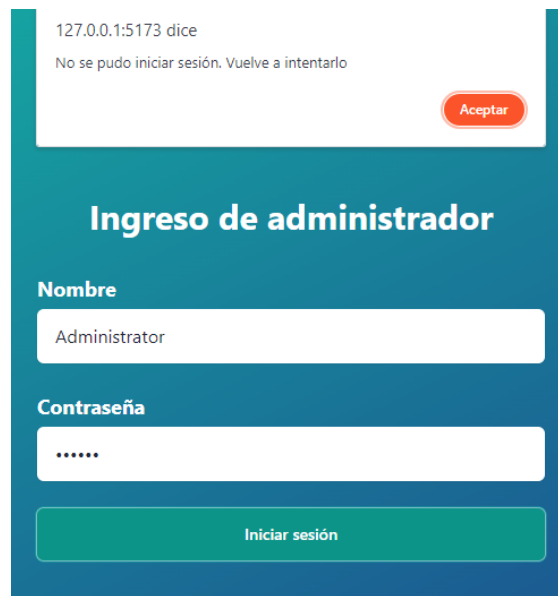 127.0.0.1:5173 dice
No se pudo iniciar sesión. Vuelve a intentarlo
Aceptar
Ingreso de administrador
Nombre
Administrator
Contraseña
••••••
Iniciar sesión